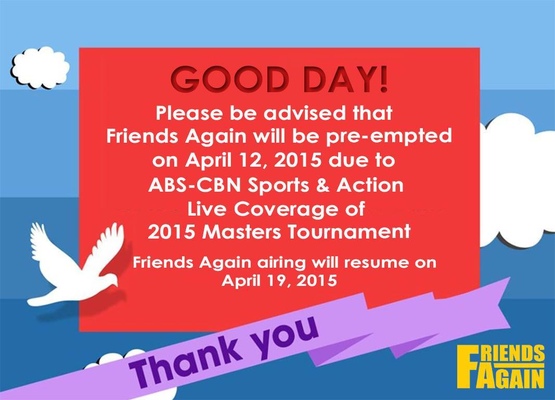 GOOD DAY!
Please be advised that
Friends Again will be pre-empted
on April 12, 2015 due to
ABS-CBN Sports & Action
Live Coverage of
2015 Masters Tournament
Friends Again airing will resume on
April 19, 2015
Thank you
FRIENDS
AGAIN